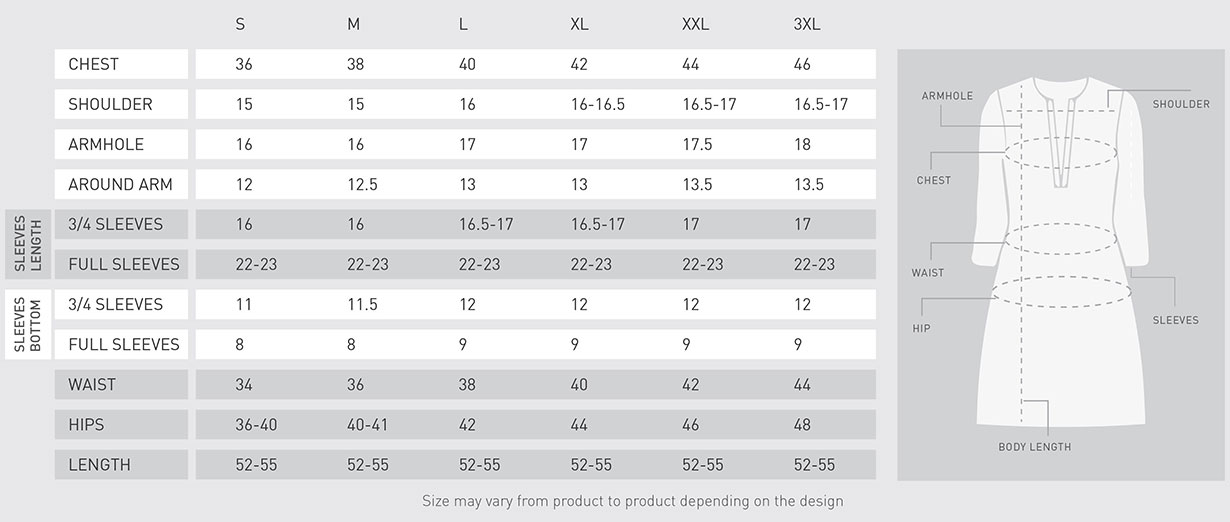 S M L XL XXL 3XL
CHEST 36 38 40 42 44 46
SHOULDER 15 15 16 16-16.5 16.5-17 16.5-17
ARMHOLE 16 16 17 17 17.5 18
AROUND ARM 12 12.5 13 13 13.5 13.5
SLEEVES
LENGTH
3/4 SLEEVES 16 16 16.5-17 16.5-17 17 17
FULL SLEEVES 22-23 22-23 22-23 22-23 22-23 22-23
SLEEVES
BOTTOM
3/4 SLEEVES 11 11.5 12 12 12 12
FULL SLEEVES 8 8 9 9 9 9
WAIST 34 36 38 40 42 44
HIPS 36-40 40-41 42 44 46 48
LENGTH 52-55 52-55 52-55 52-55 52-55 52-55
Size may vary from product to product depending on the design
ARMHOLE
SHOULDER
CHEST
WAIST
HIP
SLEEVES
BODY LENGTH